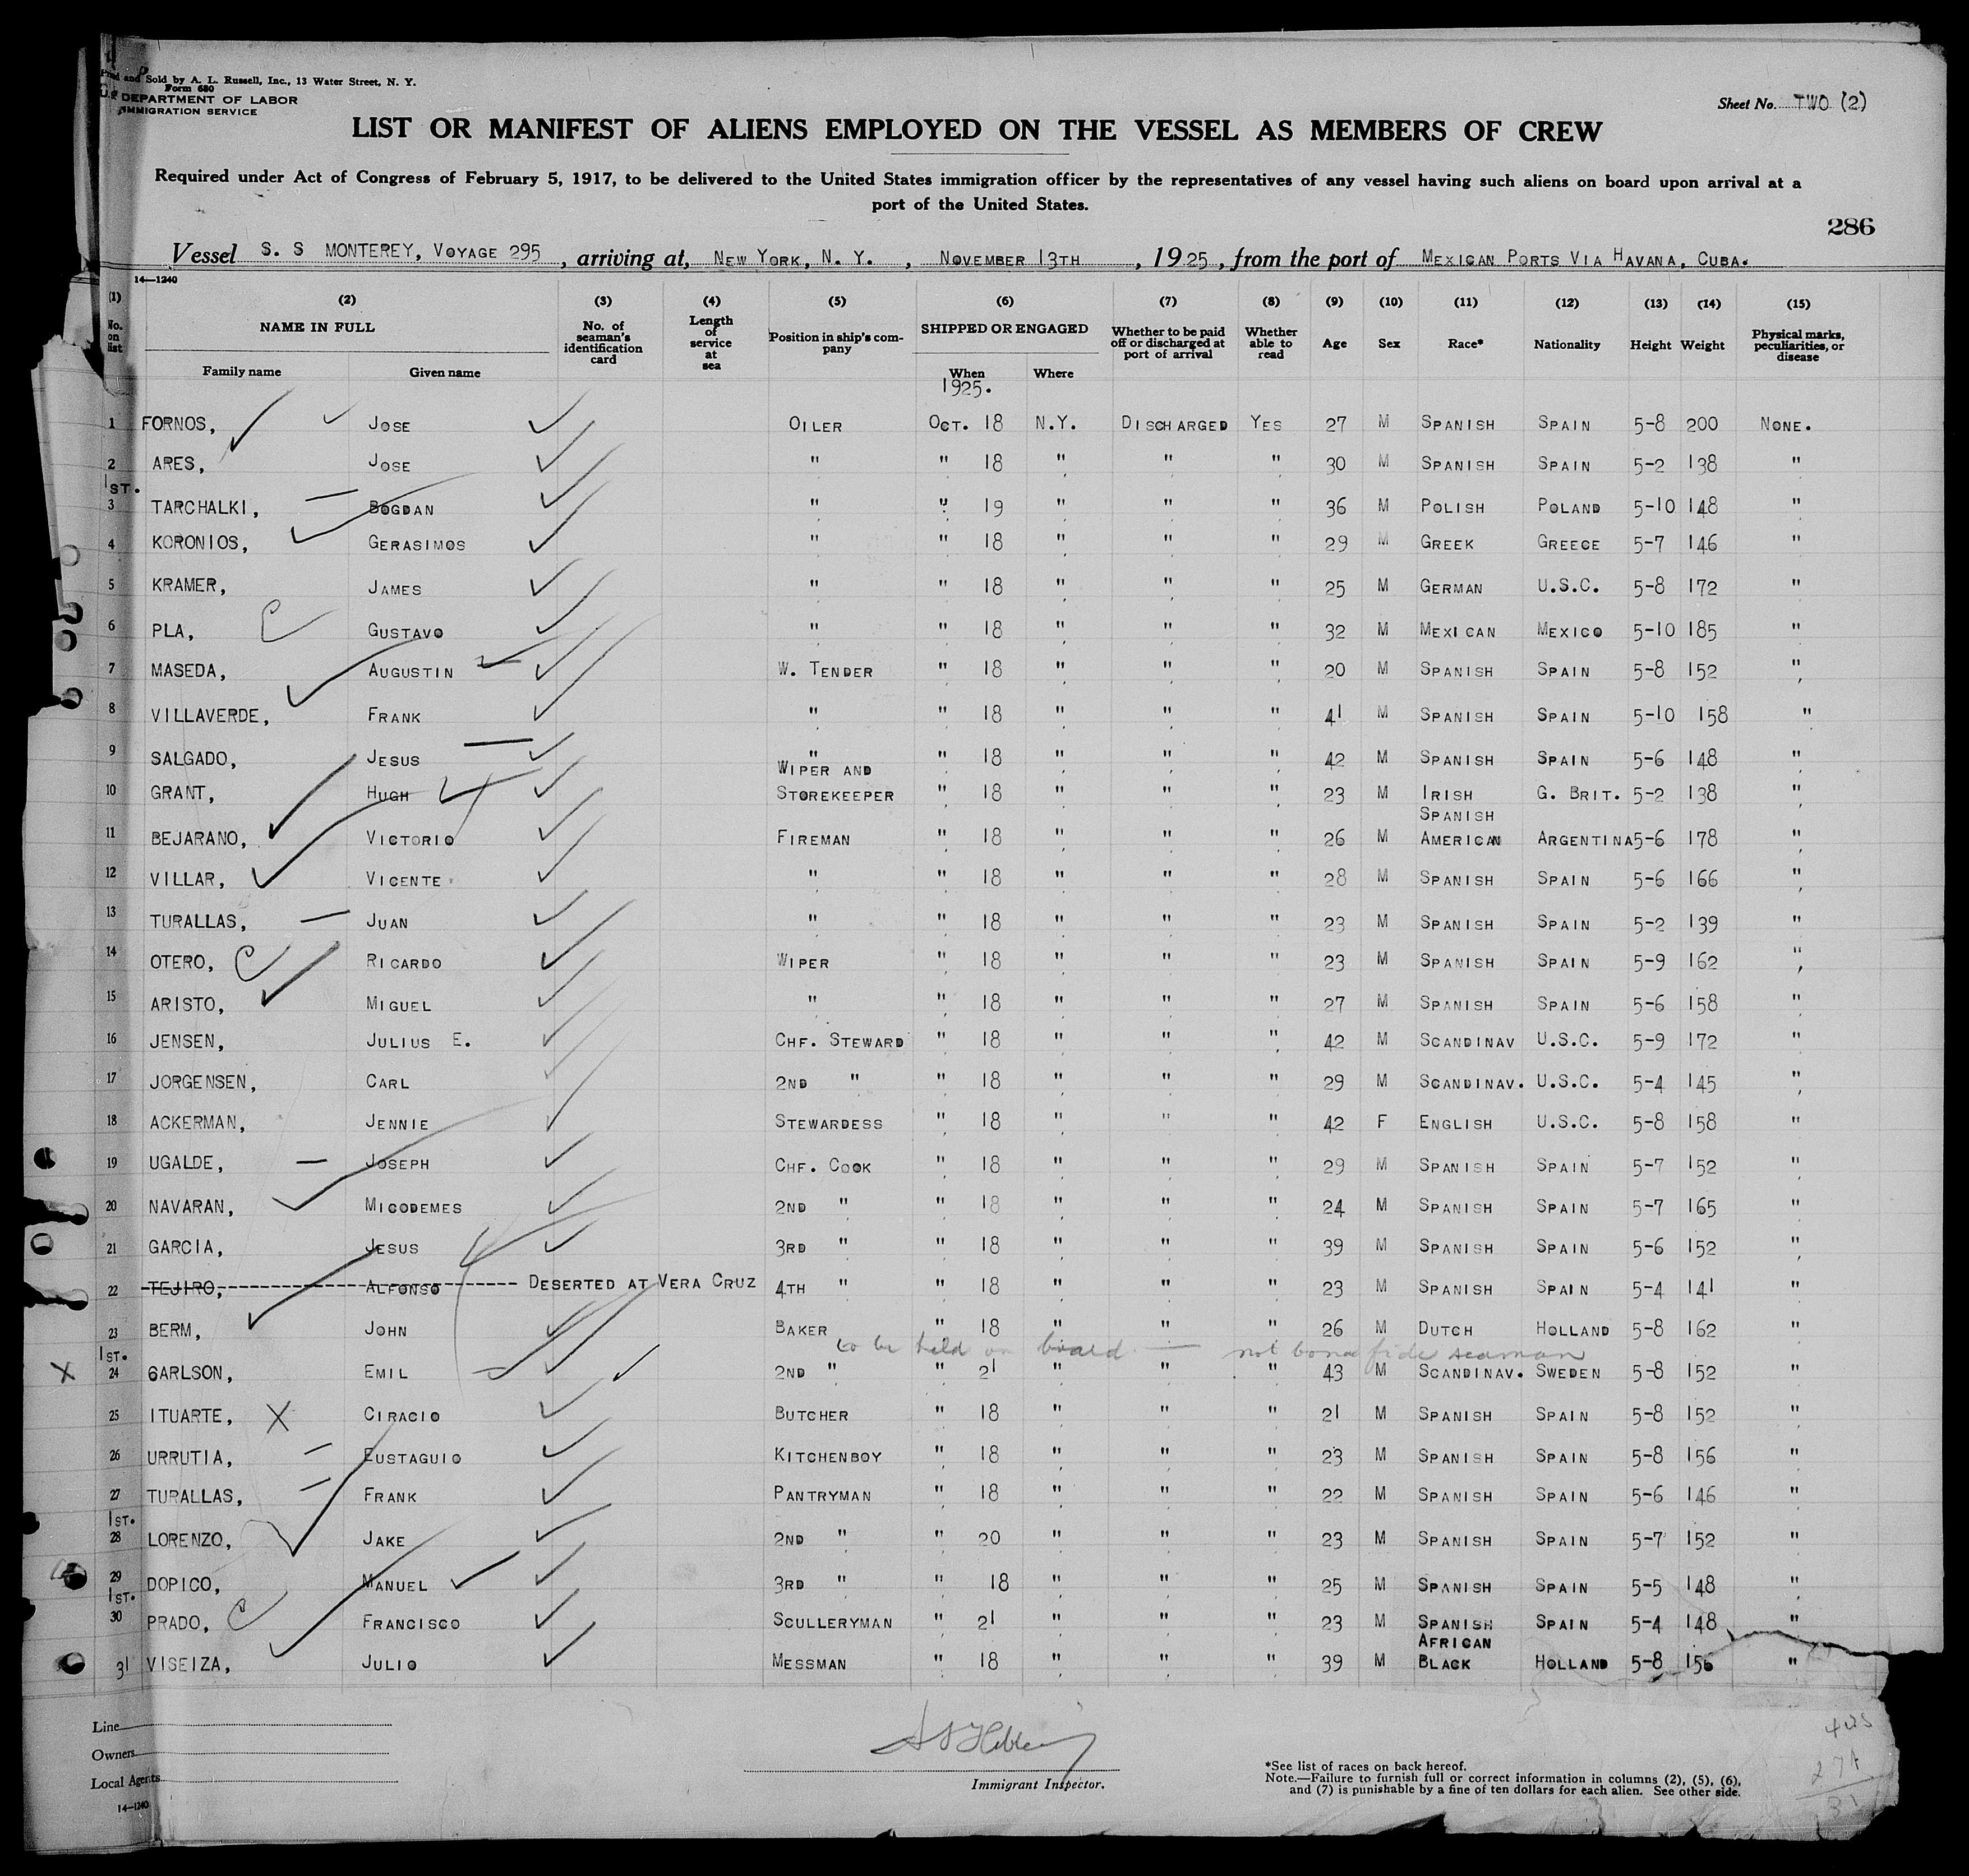 Printed and Sold by A. L. Russell, Inc., 13 Water Street, N. Y.
Form 680
U.S. DEPARTMENT OF LABOR
IMMIGRATION SERVICE
Sheet No. TWO (2)
LIST OR MANIFEST OF ALIENS EMPLOYED ON THE VESSEL AS MEMBERS OF CREW
Required under Act of Congress of February 5, 1917, to be delivered to the United States immigration officer by the representatives of any vessel having such aliens on board upon arrival at a
port of the United States.
286
Vessel S. S MONTEREY, VOYAGE 295, arriving at, NEW YORK, N. Y., NOVEMBER 13TH, 1925, from the port of MEXICAN PORTS VIA HAVANA, CUBA.
14—1240
(1) (2) (3) (4) (5) (6) (7) (8) (9) (10) (11) (12) (13) (14) (15)
No. on list NAME IN FULL No. of seaman's identification card Length of service at sea Position in ship's company SHIPPED OR ENGAGED Whether to be paid off or discharged at port of arrival Whether able to read Age Sex Race* Nationality Height Weight Physical marks, peculiarities, or disease
Family name Given name When Where
1925.
1 FORNOS, JOSE OILER OCT. 18 N.Y. DISCHARGED YES 27 M SPANISH SPAIN 5-8 200 NONE.
2 ARES, JOSE " " 18 " " " 30 M SPANISH SPAIN 5-2 138 "
1ST.
3 TARCHALKI, BOGDAN " " 19 " " " 36 M POLISH POLAND 5-10 148 "
4 KORONIOS, GERASIMOS " " 18 " " " 29 M GREEK GREECE 5-7 146 "
5 KRAMER, JAMES " " 18 " " " 25 M GERMAN U.S.C. 5-8 172 "
6 PLA, GUSTAVO " " 18 " " " 32 M MEXICAN MEXICO 5-10 185 "
7 MASEDA, AUGUSTIN W. TENDER " 18 " " " 20 M SPANISH SPAIN 5-8 152 "
8 VILLAVERDE, FRANK " " 18 " " " 41 M SPANISH SPAIN 5-10 158 "
9 SALGADO, JESUS " " 18 " " " 42 M SPANISH SPAIN 5-6 148 "
WIPER AND
10 GRANT, HUGH STOREKEEPER " 18 " " " 23 M IRISH G. BRIT. 5-2 138 "
SPANISH
11 BEJARANO, VICTORIO FIREMAN " 18 " " " 26 M AMERICAN ARGENTINA 5-6 178 "
12 VILLAR, VICENTE " " 18 " " " 28 M SPANISH SPAIN 5-6 166 "
13 TURALLAS, JUAN " " 18 " " " 23 M SPANISH SPAIN 5-2 139 "
14 OTERO, RICARDO WIPER " 18 " " " 23 M SPANISH SPAIN 5-9 162 "
15 ARISTO, MIGUEL " " 18 " " " 27 M SPANISH SPAIN 5-6 158 "
16 JENSEN, JULIUS E. CHF. STEWARD " 18 " " " 42 M SCANDINAV U.S.C. 5-9 172 "
17 JORGENSEN, CARL 2ND " " 18 " " " 29 M SCANDINAV. U.S.C. 5-4 145 "
18 ACKERMAN, JENNIE STEWARDESS " 18 " " " 42 F ENGLISH U.S.C. 5-8 158 "
19 UGALDE, JOSEPH CHF. COOK " 18 " " " 29 M SPANISH SPAIN 5-7 152 "
20 NAVARAN, MICODEMES 2ND " " 18 " " " 24 M SPANISH SPAIN 5-7 165 "
21 GARCIA, JESUS 3RD " " 18 " " " 39 M SPANISH SPAIN 5-6 152 "
22 TEJIRO, ALFONSO DESERTED AT VERA CRUZ 4TH " " 18 " " " 23 M SPANISH SPAIN 5-4 141 "
23 BERM, JOHN BAKER " 18 " " " 26 M DUTCH HOLLAND 5-8 162 "
to be held on board — not bona fide seaman
1ST.
X 24 CARLSON, EMIL 2ND " " 21 " " " 43 M SCANDINAV. SWEDEN 5-8 152 "
25 ITUARTE, X CIRACIO BUTCHER " 18 " " " 21 M SPANISH SPAIN 5-8 152 "
26 URRUTIA, EUSTAGUIO KITCHENBOY " 18 " " " 23 M SPANISH SPAIN 5-8 156 "
27 TURALLAS, FRANK PANTRYMAN " 18 " " " 22 M SPANISH SPAIN 5-6 146 "
1ST.
28 LORENZO, JAKE 2ND " " 20 " " " 23 M SPANISH SPAIN 5-7 152 "
29 DOPICO, MANUEL 3RD " " 18 " " " 25 M SPANISH SPAIN 5-5 148 "
1ST.
30 PRADO, FRANCISCO SCULLERYMAN " 21 " " " 23 M SPANISH SPAIN 5-4 148 "
AFRICAN
31 VISEIZA, JULIO MESSMAN " 18 " " " 39 M BLACK HOLLAND 5-8 156 "
Line
Owners
Local Agents
14—1240
Immigrant Inspector.
*See list of races on back hereof.
Note.—Failure to furnish full or correct information in columns (2), (5), (6),
and (7) is punishable by a fine of ten dollars for each alien. See other side.